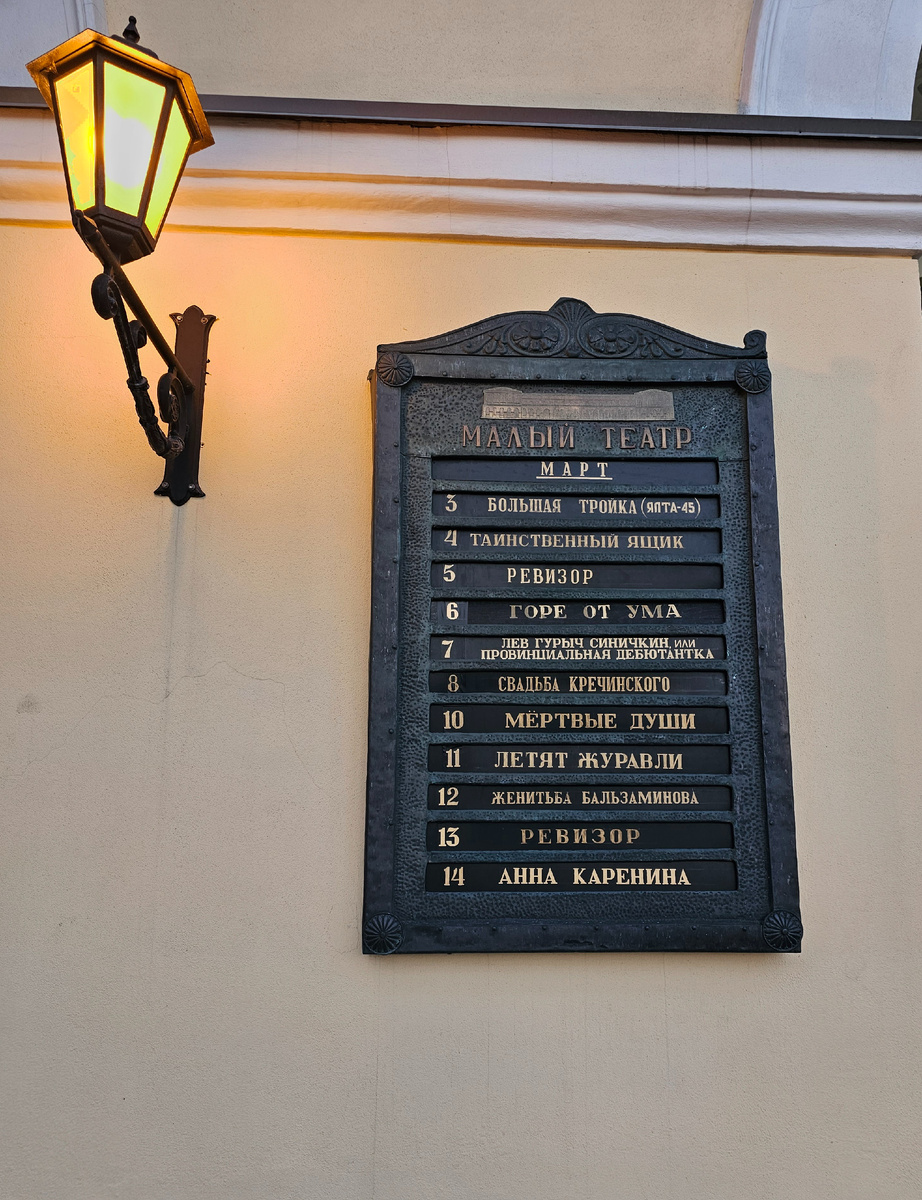 МАЛЫЙ ТЕАТР
МАРТ
3 БОЛЬШАЯ ТРОЙКА (ЯЛТА-45)
4 ТАИНСТВЕННЫЙ ЯЩИК
5 РЕВИЗОР
6 ГОРЕ ОТ УМА
7 ЛЕВ ГУРЫЧ СИНИЧКИН, ИЛИ
ПРОВИНЦИАЛЬНАЯ ДЕБЮТАНТКА
8 СВАДЬБА КРЕЧИНСКОГО
10 МЁРТВЫЕ ДУШИ
11 ЛЕТЯТ ЖУРАВЛИ
12 ЖЕНИТЬБА БАЛЬЗАМИНОВА
13 РЕВИЗОР
14 АННА КАРЕНИНА